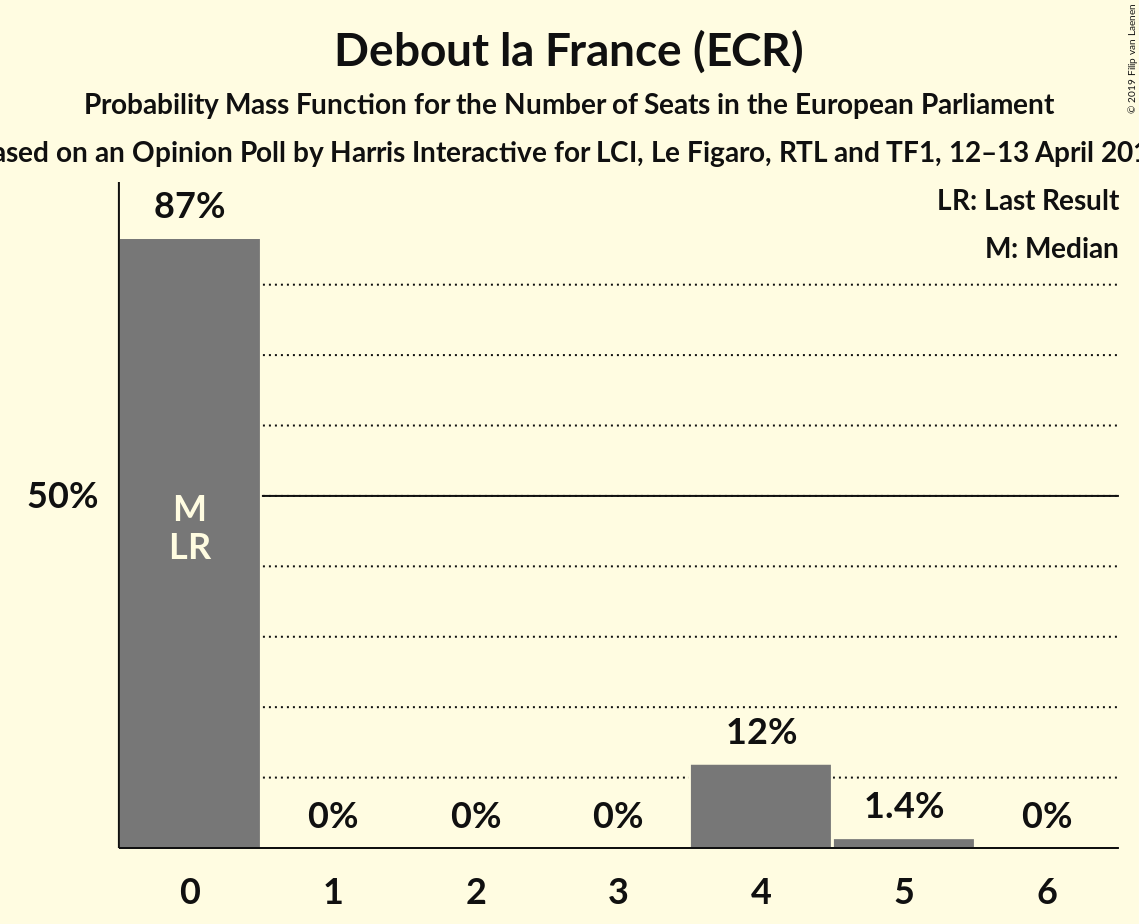 Debout la France (ECR)
Probability Mass Function for the Number of Seats in the European Parliament
on an Opinion Poll by Harris Interactive for LCI, Le Figaro, RTL and TF1, 12–13 April
© 2019 Filip van Laenen
LR: Last Result
M: Median
87%
50%
M
LR
12%
1.4%
0%
0%
0%
0%
0
1
2
3
4
5
6